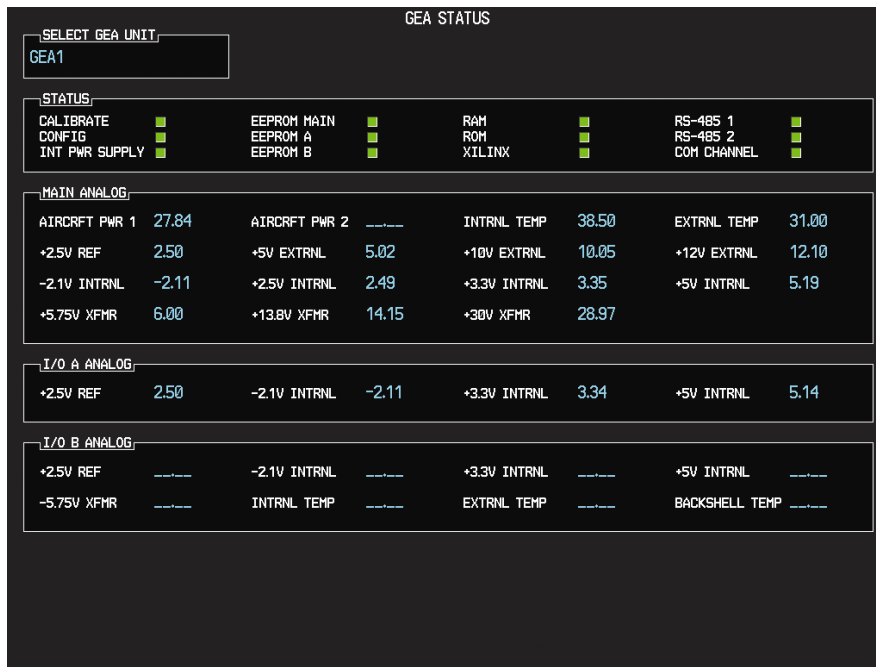 GEA STATUS
SELECT GEA UNIT
GEA1
STATUS
CALIBRATE EEPROM MAIN RAM RS-485 1
CONFIG EEPROM A ROM RS-485 2
INT PWR SUPPLY EEPROM B XILINX COM CHANNEL
MAIN ANALOG
AIRCRFT PWR 1 27.84 AIRCRFT PWR 2 __.__ INTRNL TEMP 38.50 EXTRNL TEMP 31.00
+2.5V REF 2.50 +5V EXTRNL 5.02 +10V EXTRNL 10.05 +12V EXTRNL 12.10
-2.1V INTRNL -2.11 +2.5V INTRNL 2.49 +3.3V INTRNL 3.35 +5V INTRNL 5.19
+5.75V XFMR 6.00 +13.8V XFMR 14.15 +30V XFMR 28.97
I/O A ANALOG
+2.5V REF 2.50 -2.1V INTRNL -2.11 +3.3V INTRNL 3.34 +5V INTRNL 5.14
I/O B ANALOG
+2.5V REF __.__ -2.1V INTRNL __.__ +3.3V INTRNL __.__ +5V INTRNL __.__
-5.75V XFMR __.__ INTRNL TEMP __.__ EXTRNL TEMP __.__ BACKSHELL TEMP __.__